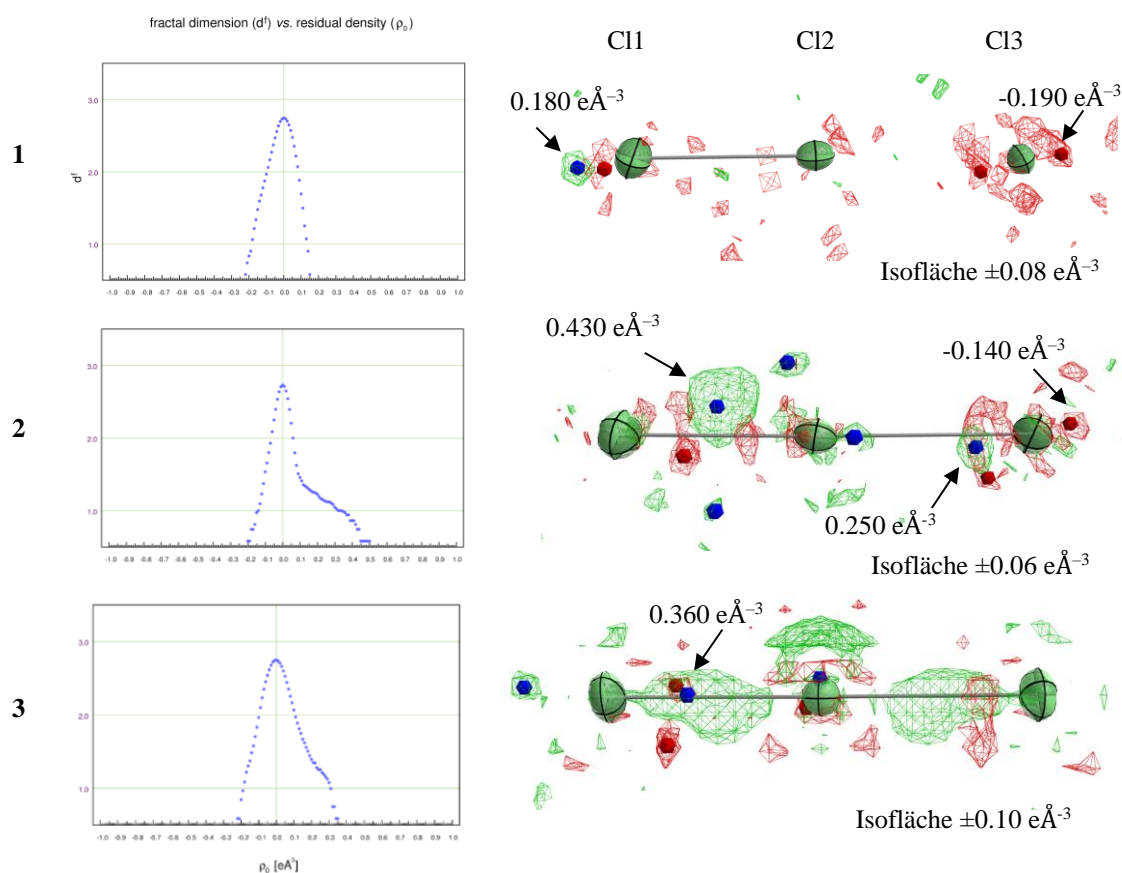 fractal dimension (dᶠ) vs. residual density (ρ₀)
Cl1 Cl2 Cl3
1
3.0
2.0
1.0
dᶠ
-1.0 -0.9 -0.8 -0.7 -0.6 -0.5 -0.4 -0.3 -0.2 -0.1 0.0 0.1 0.2 0.3 0.4 0.5 0.6 0.7 0.8 0.9 1.0
0.180 eÅ⁻³
-0.190 eÅ⁻³
Isofläche ±0.08 eÅ⁻³
2
3.0
2.0
1.0
-1.0 -0.9 -0.8 -0.7 -0.6 -0.5 -0.4 -0.3 -0.2 -0.1 0.0 0.1 0.2 0.3 0.4 0.5 0.6 0.7 0.8 0.9 1.0
0.430 eÅ⁻³
-0.140 eÅ⁻³
0.250 eÅ⁻³
Isofläche ±0.06 eÅ⁻³
3
3.0
2.0
1.0
-1.0 -0.9 -0.8 -0.7 -0.6 -0.5 -0.4 -0.3 -0.2 -0.1 0.0 0.1 0.2 0.3 0.4 0.5 0.6 0.7 0.8 0.9 1.0
ρ₀ [eÅ³]
0.360 eÅ⁻³
Isofläche ±0.10 eÅ⁻³